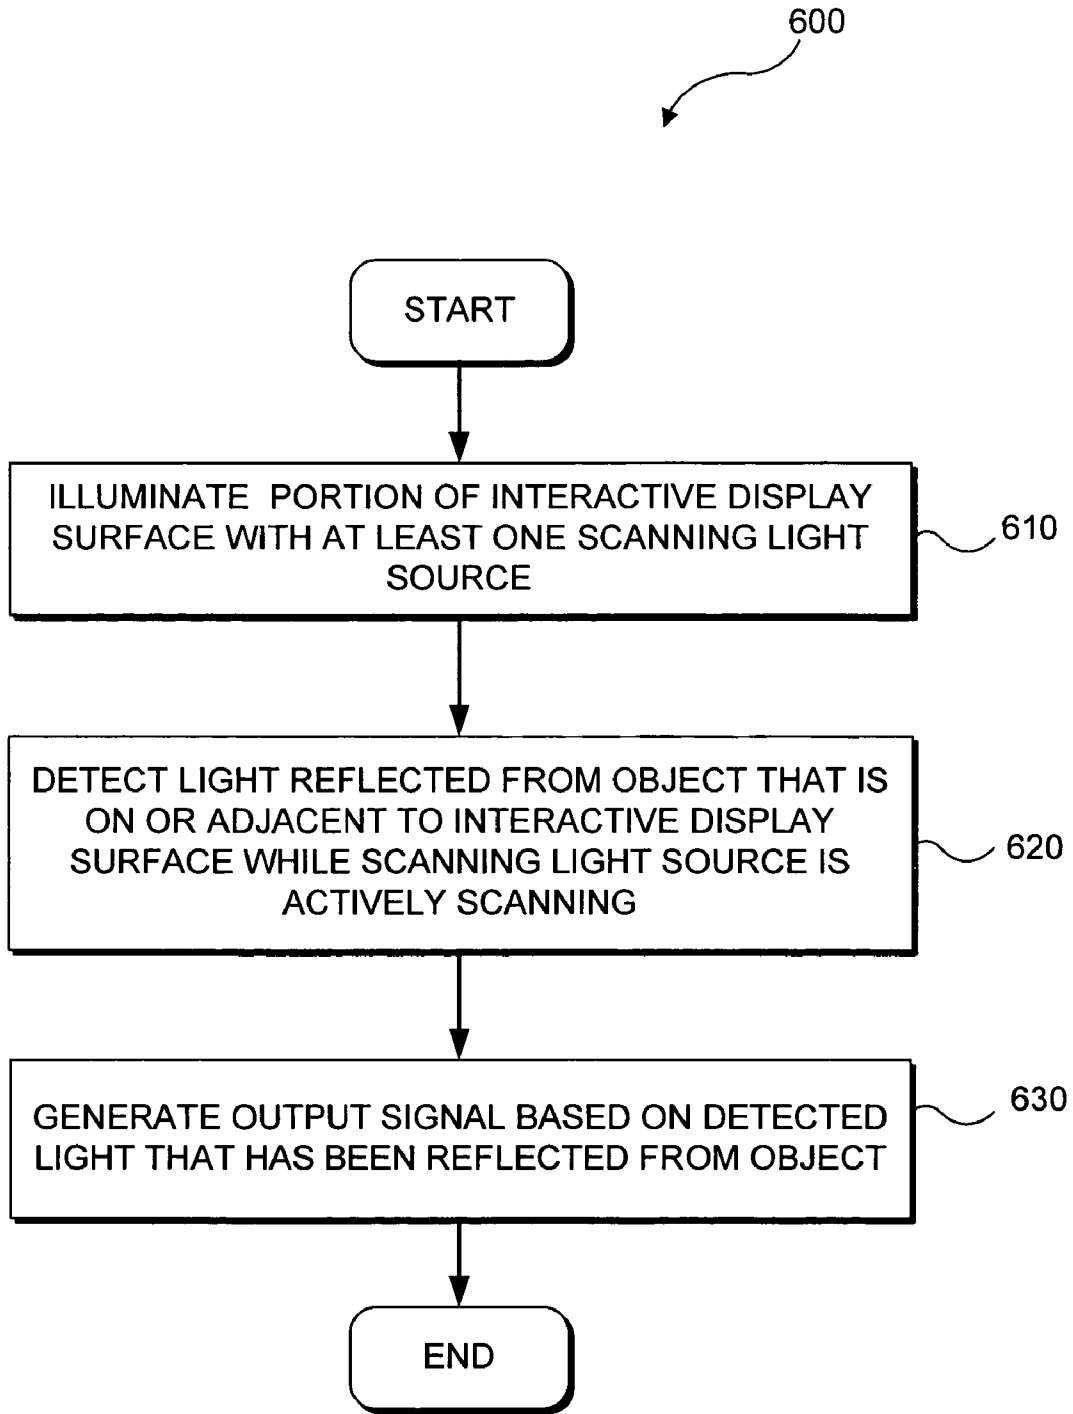 600
START
ILLUMINATE PORTION OF INTERACTIVE DISPLAY
SURFACE WITH AT LEAST ONE SCANNING LIGHT
SOURCE
610
DETECT LIGHT REFLECTED FROM OBJECT THAT IS
ON OR ADJACENT TO INTERACTIVE DISPLAY
SURFACE WHILE SCANNING LIGHT SOURCE IS
ACTIVELY SCANNING
620
GENERATE OUTPUT SIGNAL BASED ON DETECTED
LIGHT THAT HAS BEEN REFLECTED FROM OBJECT
630
END